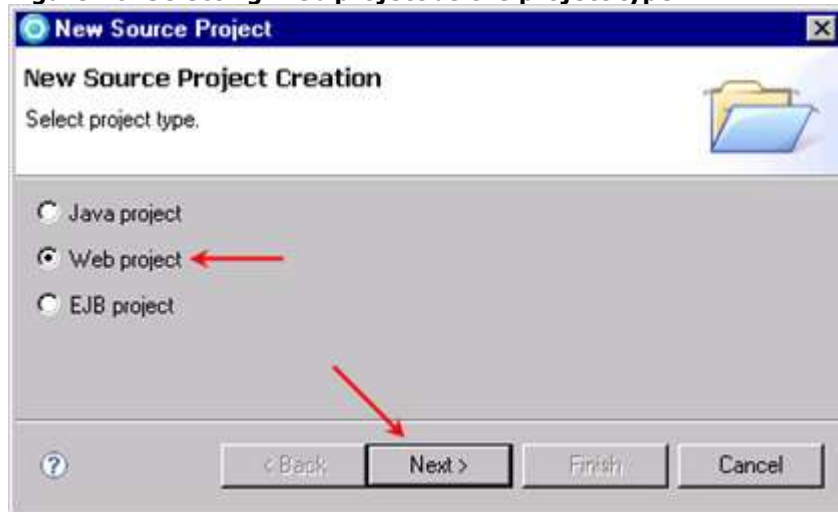 New Source Project
New Source Project Creation
Select project type.
Java project
Web project
EJB project
?
< Back
Next >
Finish
Cancel